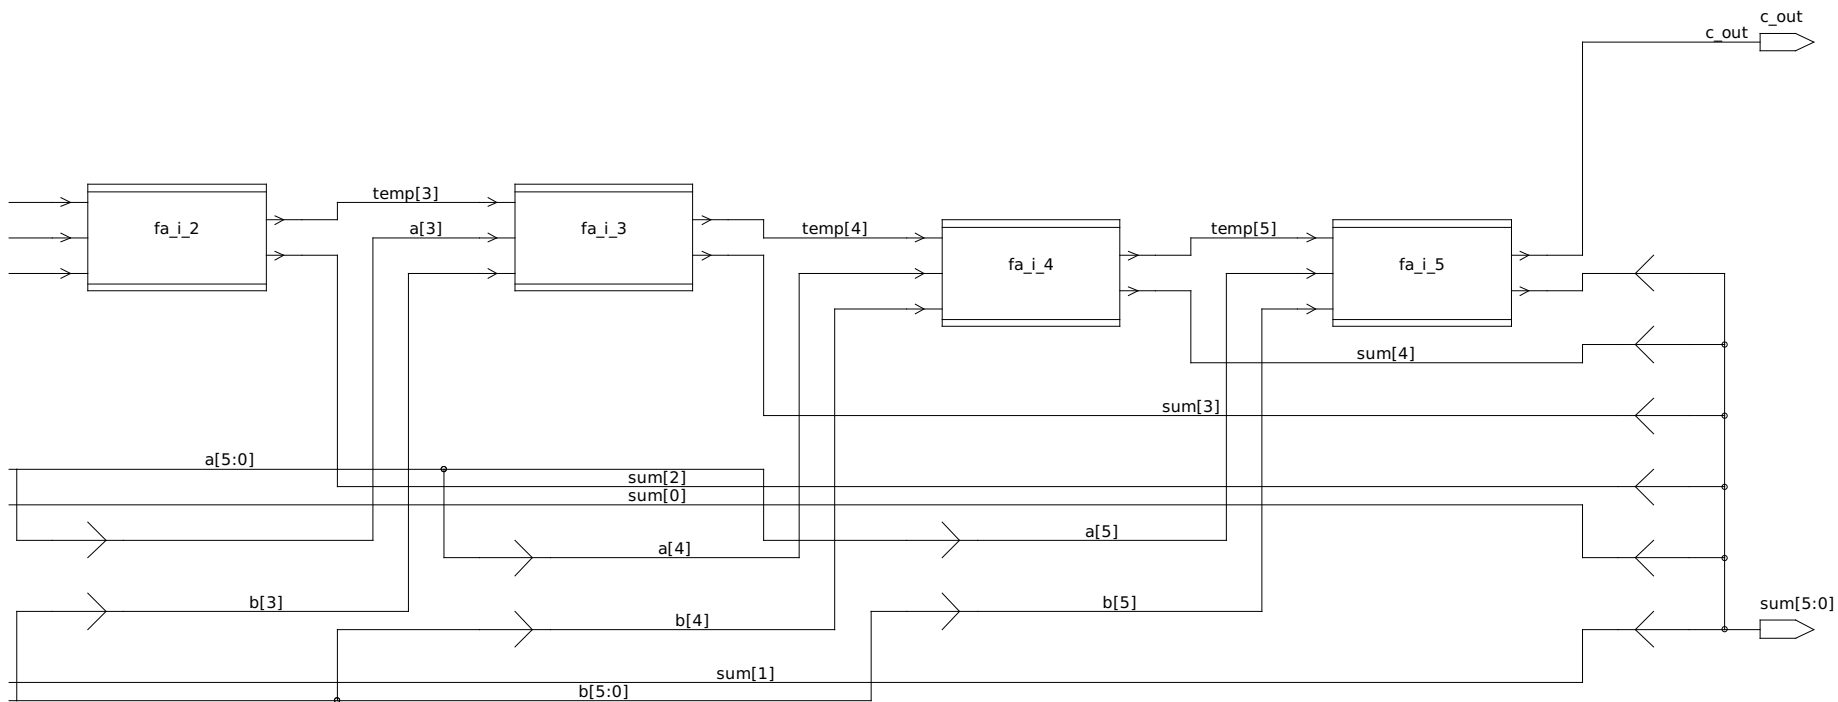 c_out
c_out
temp[3]
fa_i_2
a[3]
fa_i_3
temp[4]
temp[5]
fa_i_4
fa_i_5
sum[4]
sum[3]
a[5:0]
sum[2]
sum[0]
a[5]
a[4]
b[3]
b[5]
sum[5:0]
b[4]
sum[1]
b[5:0]